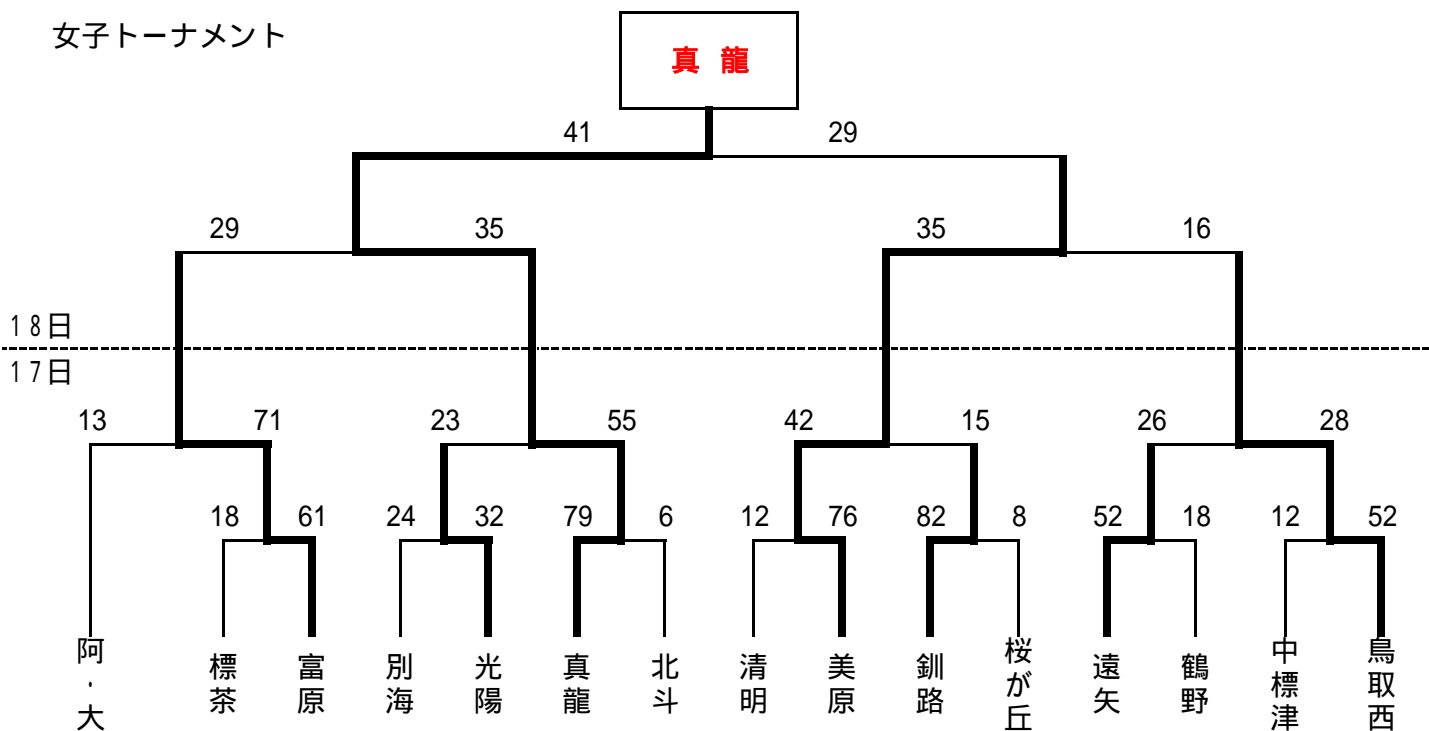 女子トーナメント
真 龍
41 29
29 35 35 16
18日
17日
13 71 23 55 42 15 26 28
18 61 24 32 79 6 12 76 82 8 52 18 12 52
阿・大
標茶
富原
別海
光陽
真龍
北斗
清明
美原
釧路
桜が丘
遠矢
鶴野
中標津
鳥取西